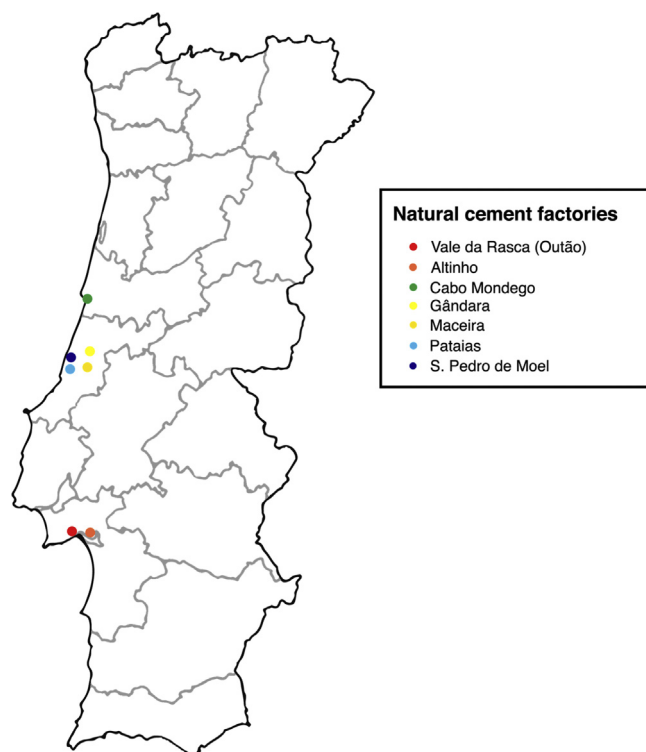 Natural cement factories
Vale da Rasca (Outão)
Altinho
Cabo Mondego
Gândara
Maceira
Pataias
S. Pedro de Moel